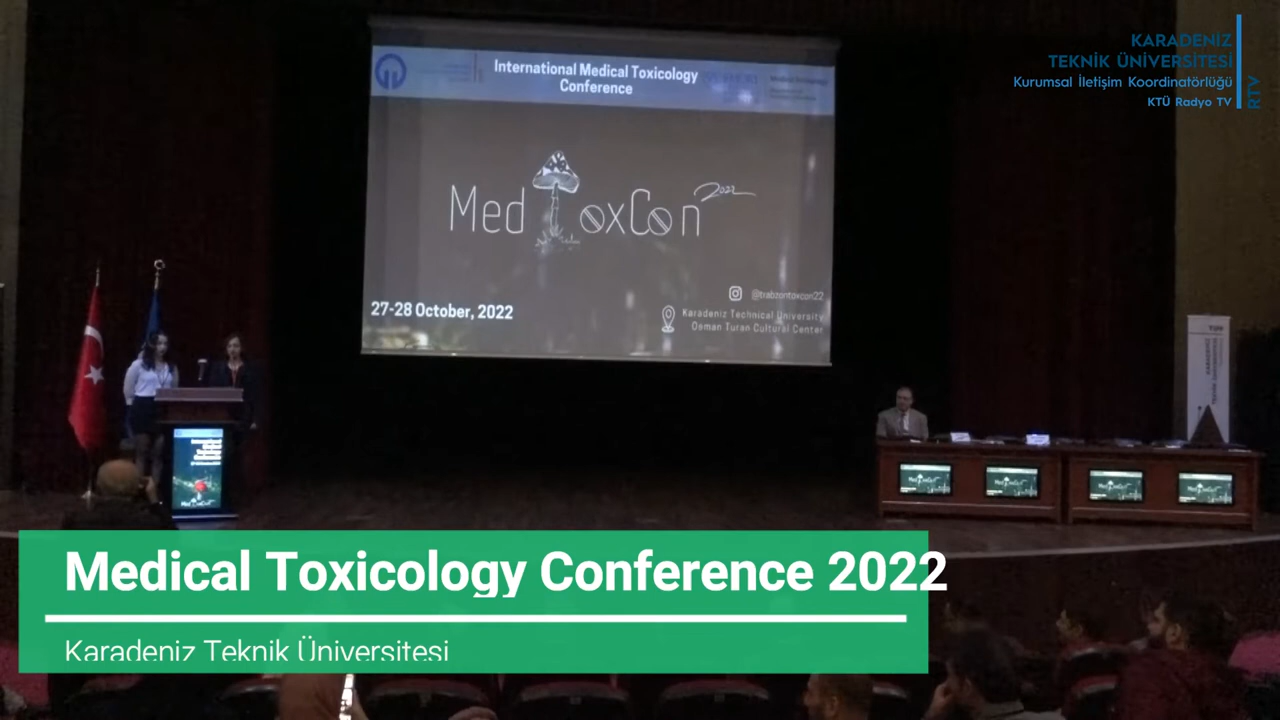 KARADENİZ
TEKNİK ÜNİVERSİTESİ
Kurumsal İletişim Koordinatörlüğü
KTÜ Radyo TV
RTV
International Medical Toxicology
Conference
MedToxCon 2022
27-28 October, 2022
@trabzontoxcon22
Karadeniz Technical University
Osman Turan Cultural Center
Medical Toxicology Conference 2022
Karadeniz Teknik Üniversitesi